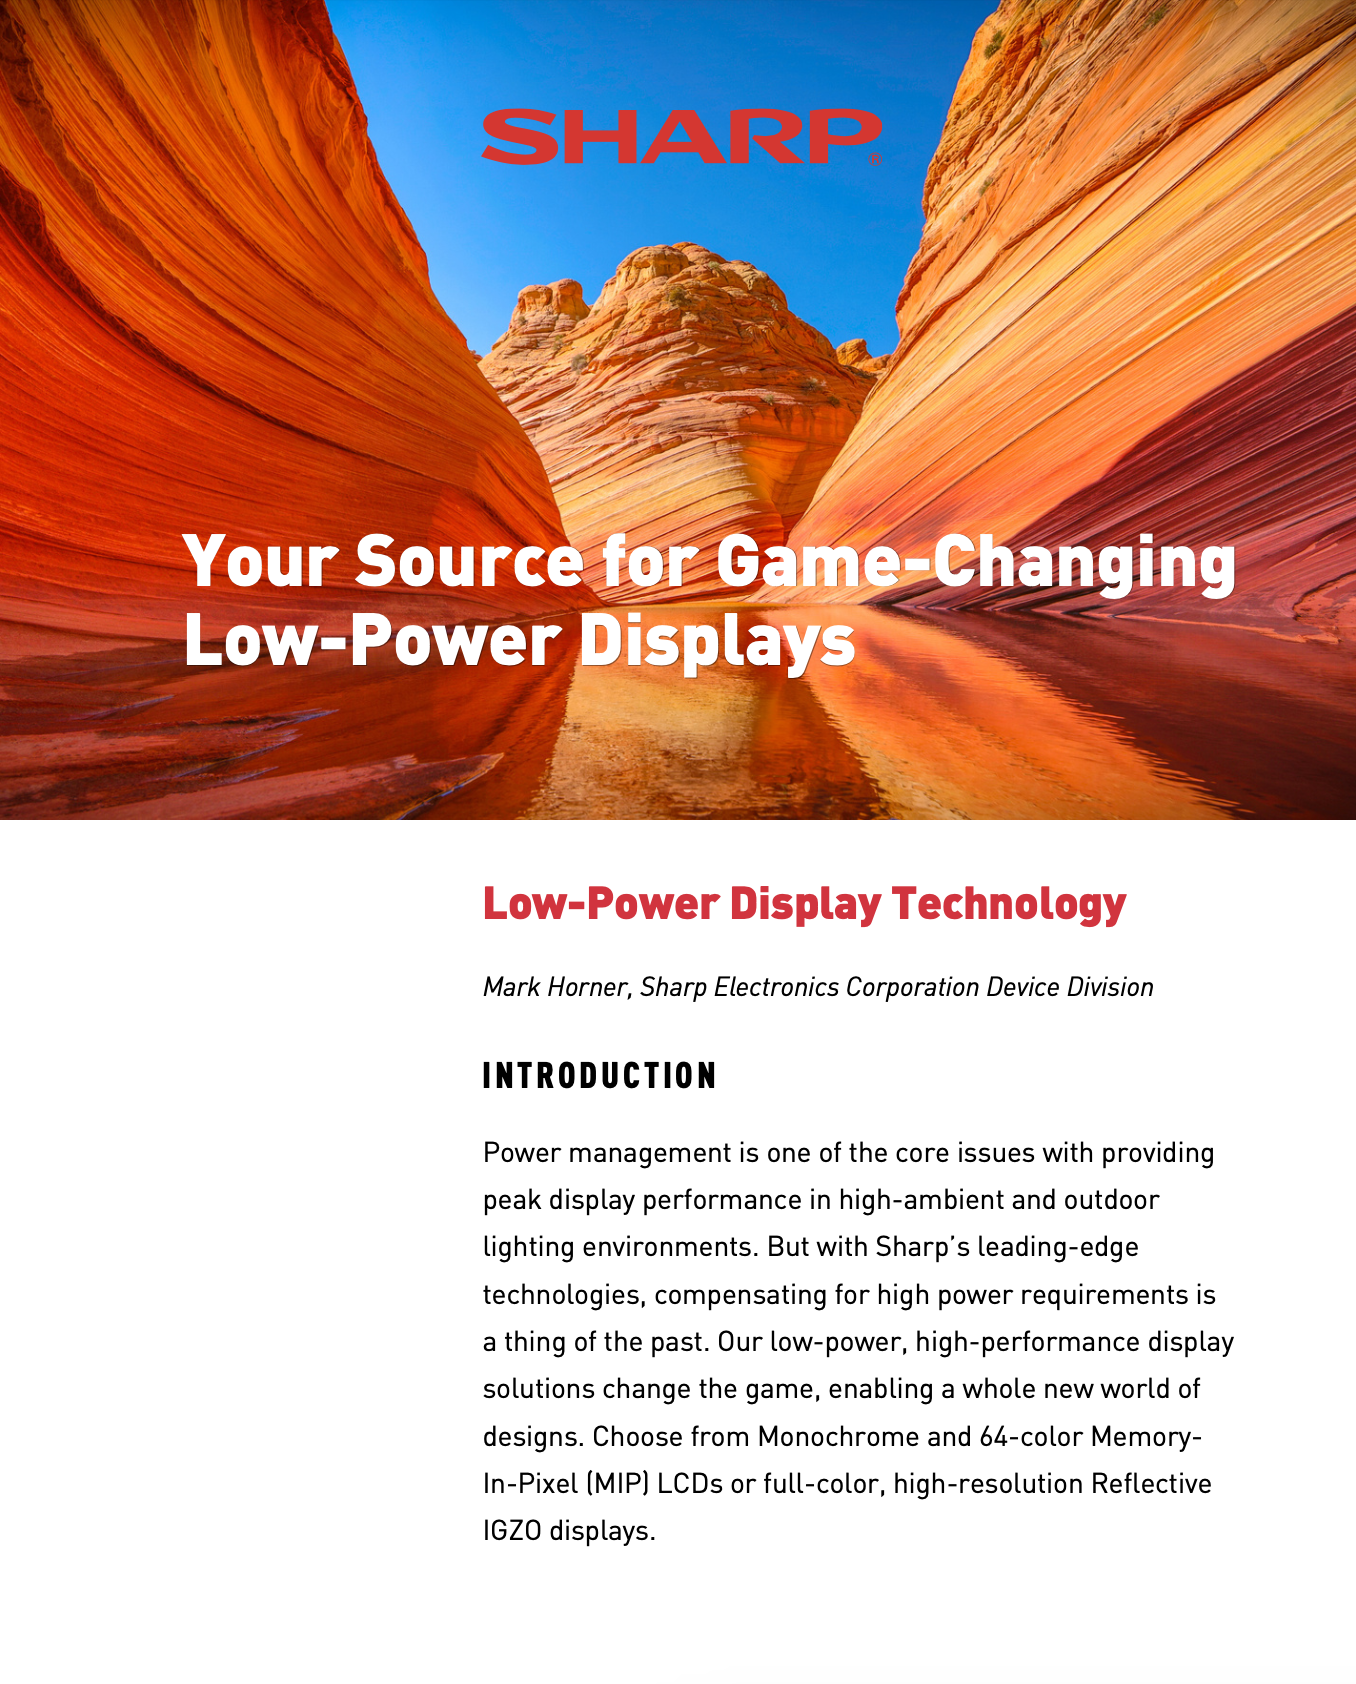 SHARP®
Your Source for Game-Changing
Low-Power Displays
Low-Power Display Technology
Mark Horner, Sharp Electronics Corporation Device Division
INTRODUCTION
Power management is one of the core issues with providing
peak display performance in high-ambient and outdoor
lighting environments. But with Sharp’s leading-edge
technologies, compensating for high power requirements is
a thing of the past. Our low-power, high-performance display
solutions change the game, enabling a whole new world of
designs. Choose from Monochrome and 64-color Memory-
In-Pixel (MIP) LCDs or full-color, high-resolution Reflective
IGZO displays.